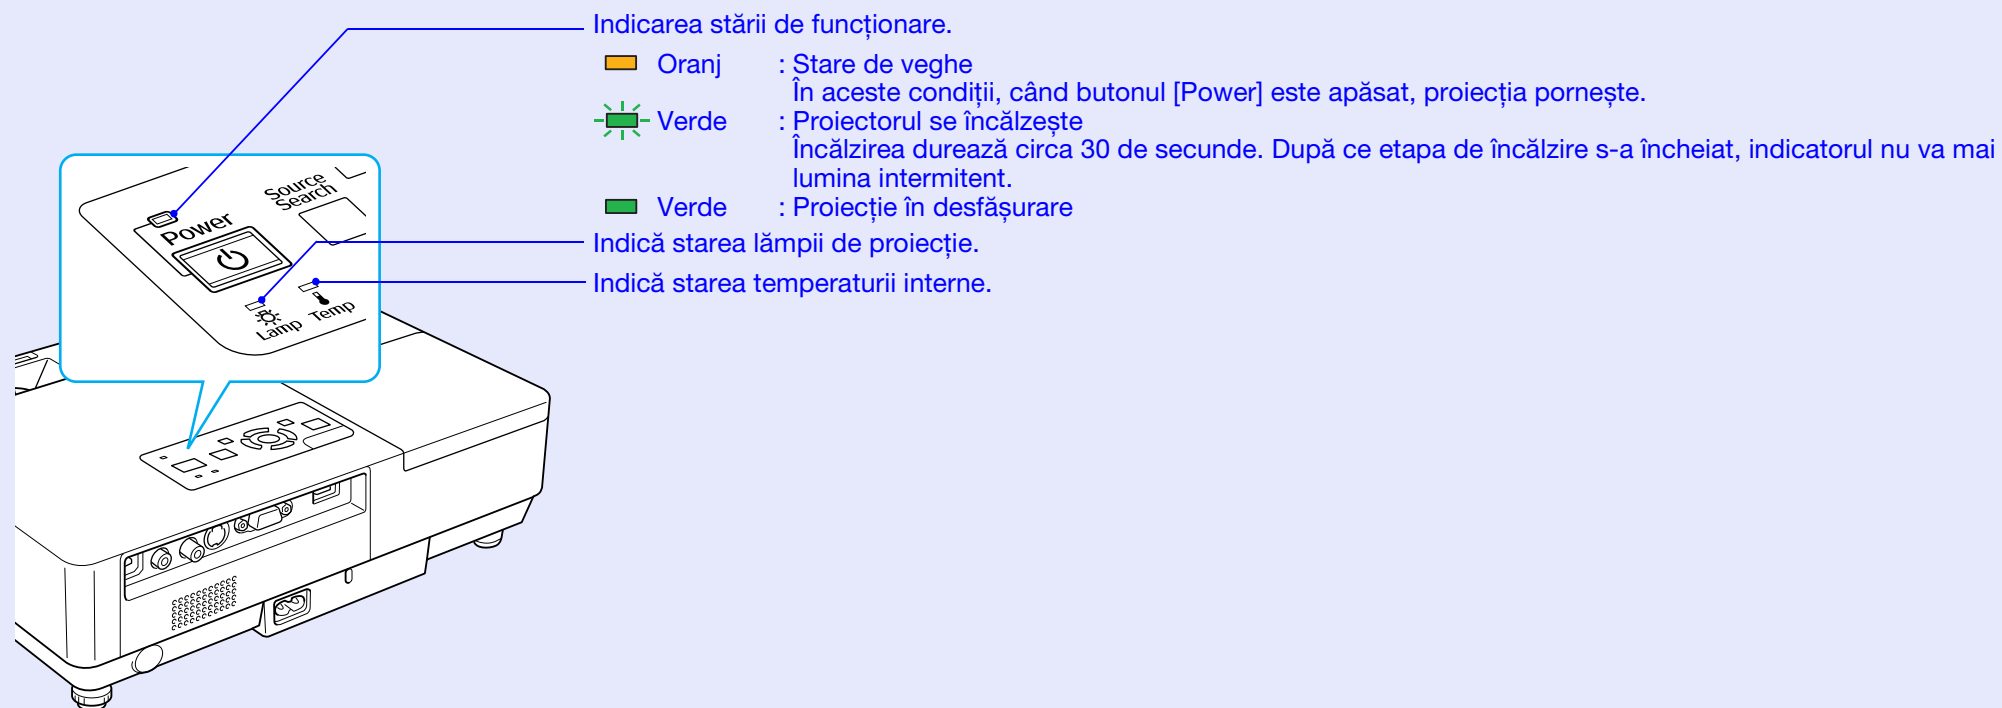 Indicarea stării de funcționare.
Oranj : Stare de veghe
În aceste condiții, când butonul [Power] este apăsat, proiecția pornește.
Verde : Proiectorul se încălzește
Încălzirea durează circa 30 de secunde. După ce etapa de încălzire s-a încheiat, indicatorul nu va mai
lumina intermitent.
Verde : Proiecție în desfășurare
Indică starea lămpii de proiecție.
Indică starea temperaturii interne.
Source
Search
Power
Lamp
Temp